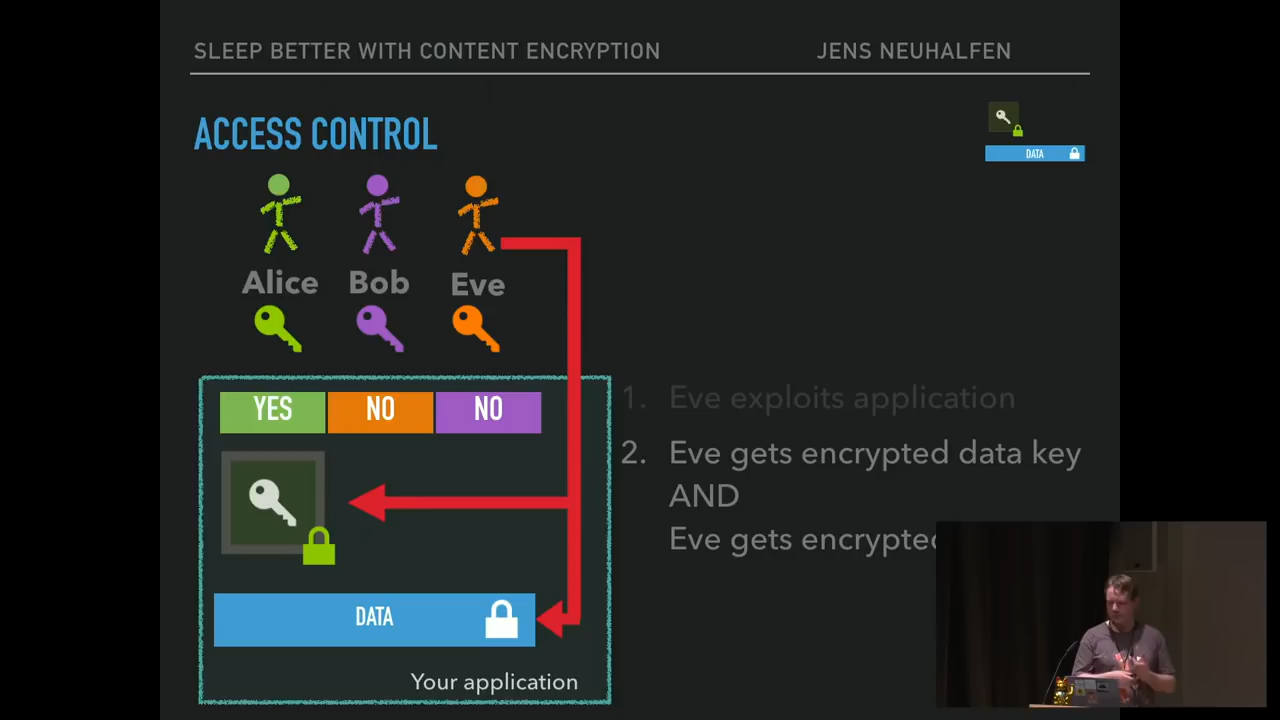 SLEEP BETTER WITH CONTENT ENCRYPTION JENS NEUHALFEN
ACCESS CONTROL
DATA
Alice Bob Eve
YES NO NO
1. Eve exploits application
2. Eve gets encrypted data key
AND
Eve gets encrypted
DATA
Your application